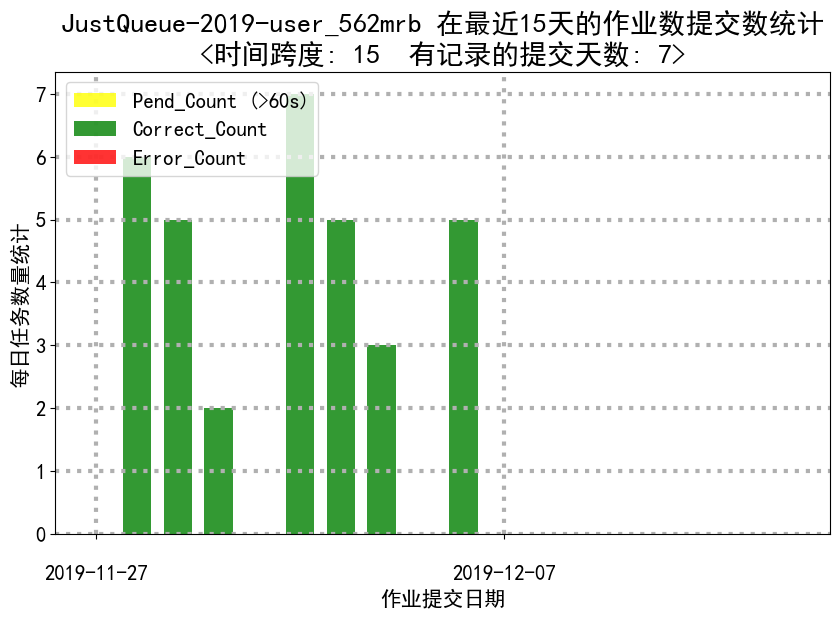 JustQueue-2019-user_562mrb 在最近15天的作业数提交数统计
<时间跨度: 15  有记录的提交天数: 7>
7
Pend_Count (>60s)
Correct_Count
6
Error_Count
5
4
3
2
1
0
每日任务数量统计
2019-11-27
2019-12-07
作业提交日期